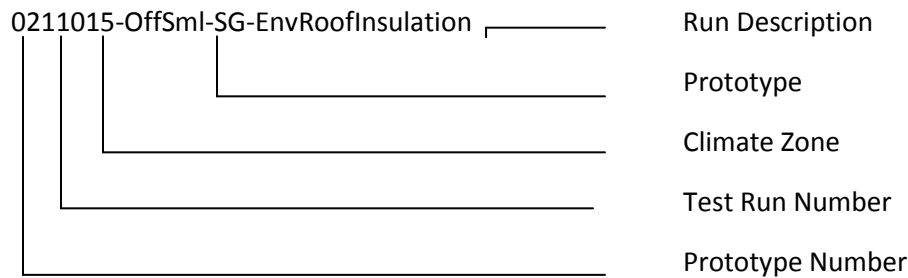 0211015-OffSml-SG-EnvRoofInsulation Run Description
Prototype
Climate Zone
Test Run Number
Prototype Number